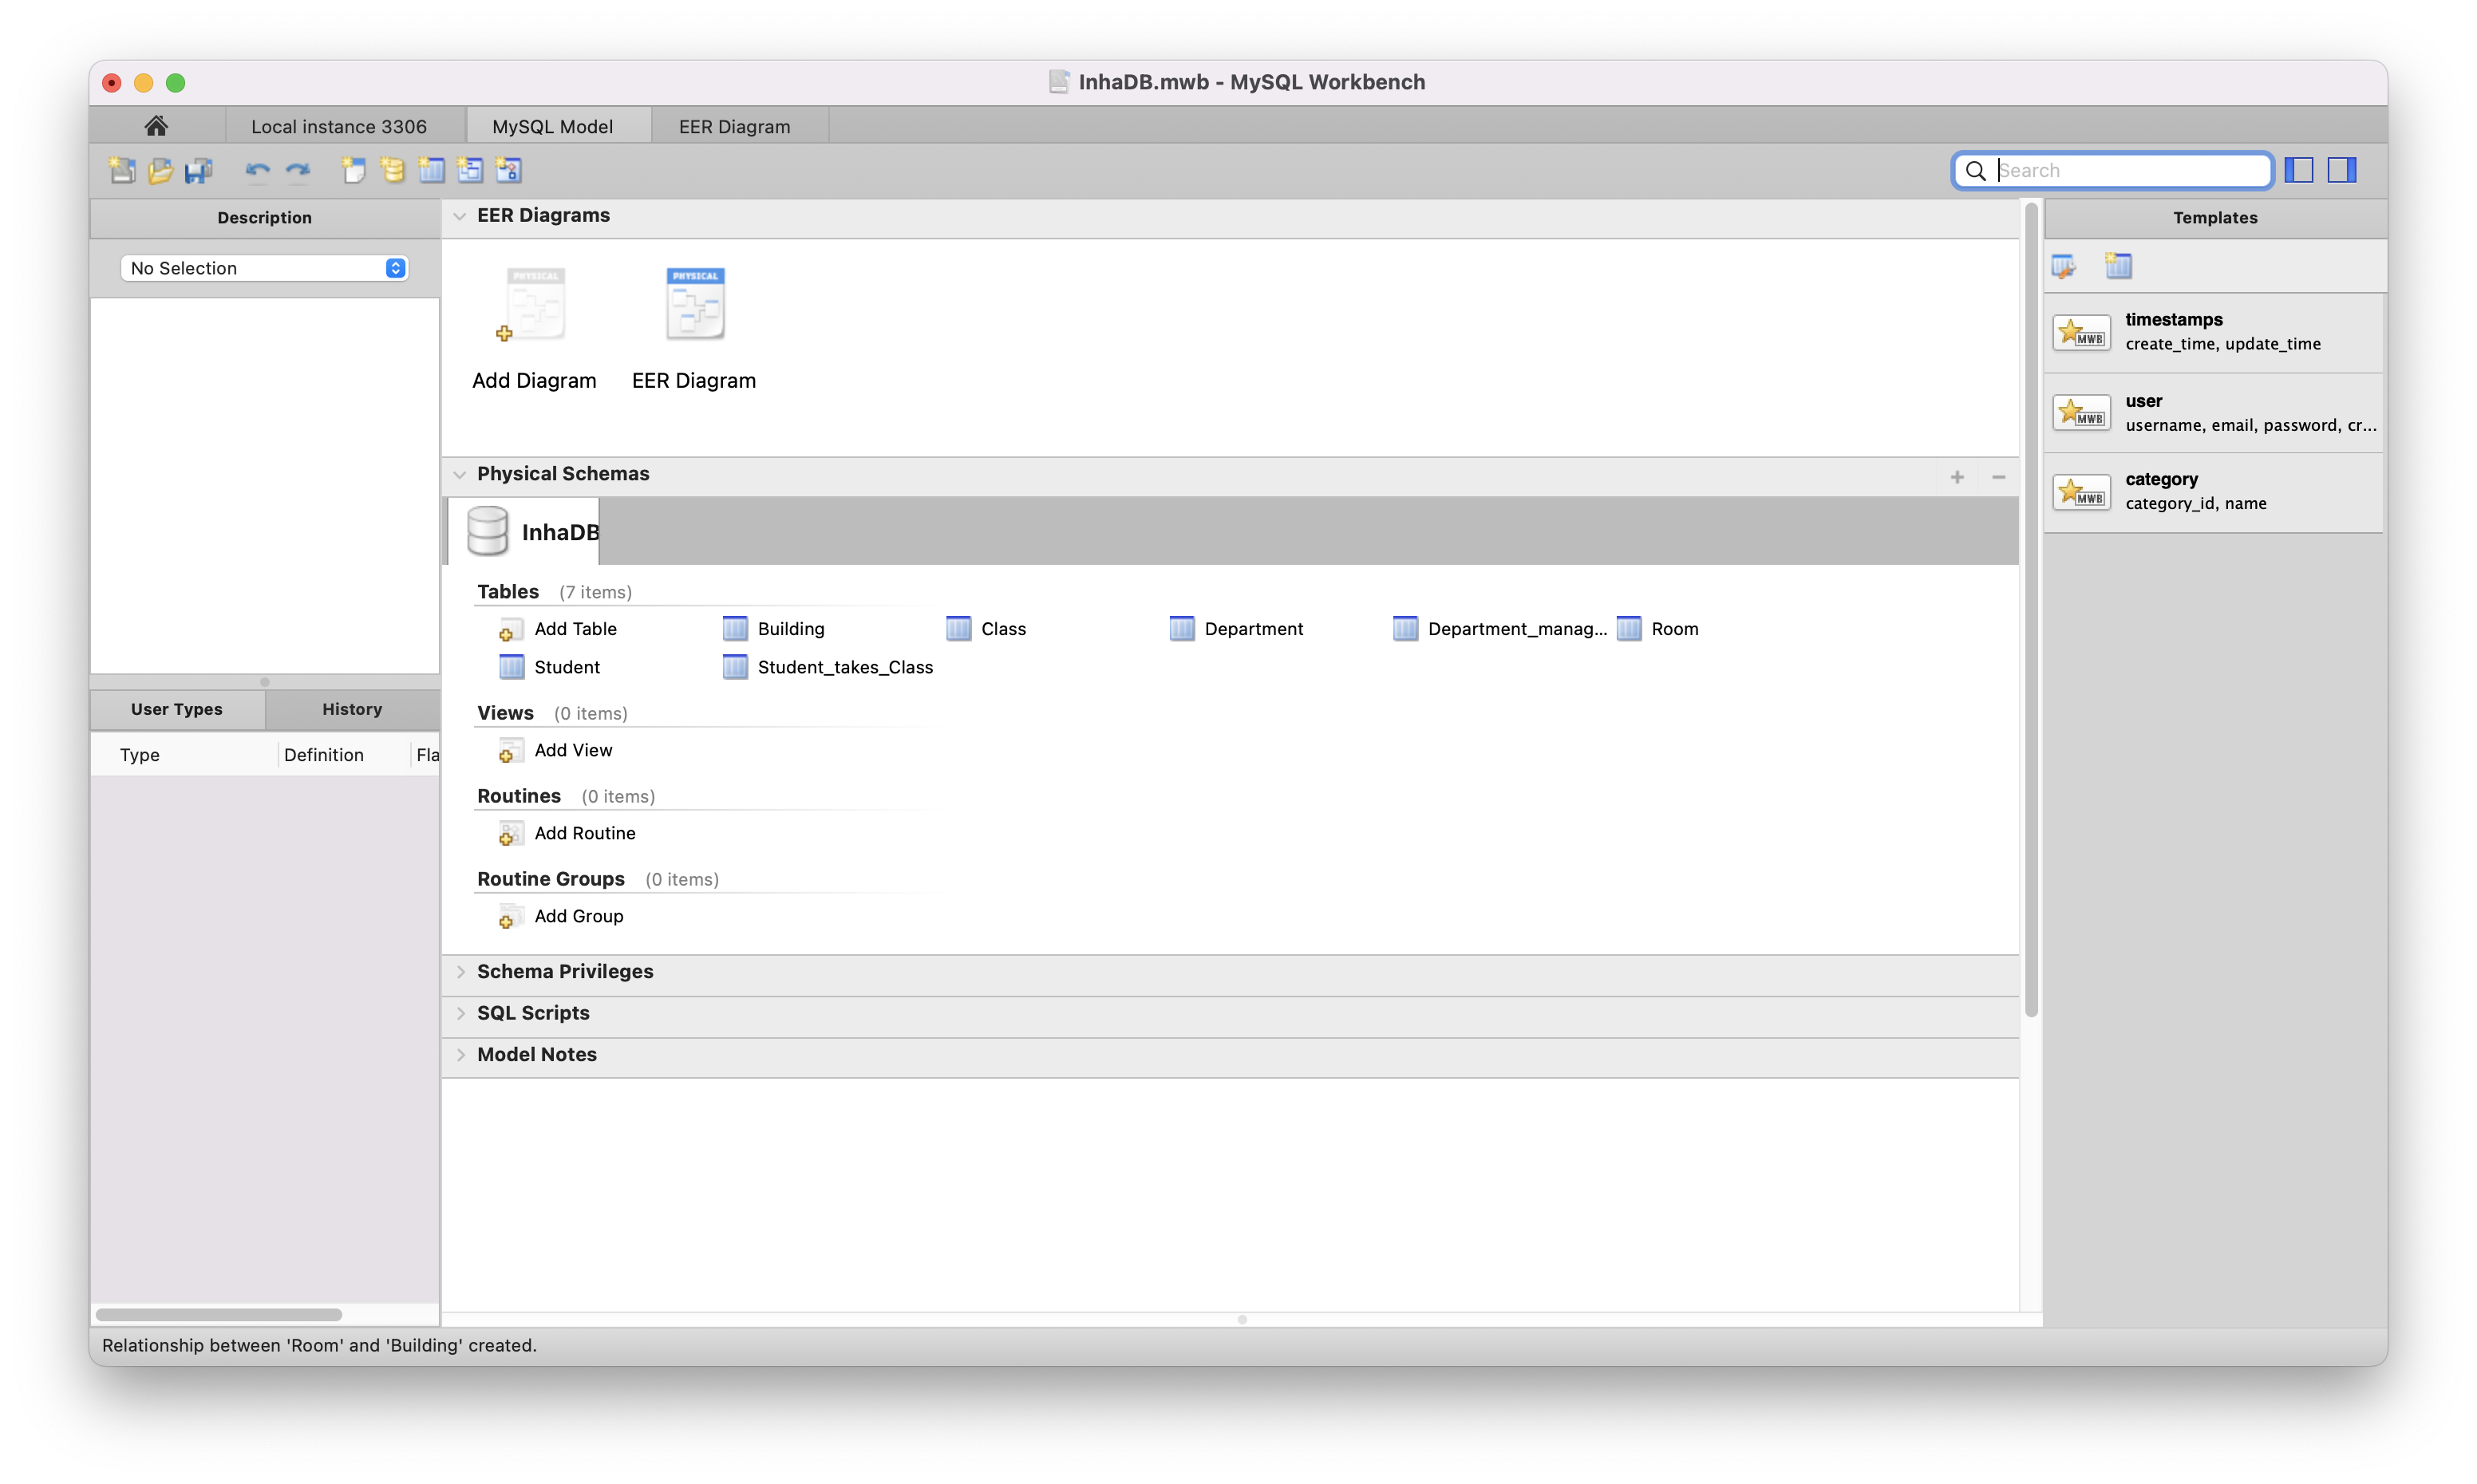 InhaDB.mwb - MySQL Workbench
Local instance 3306
MySQL Model
EER Diagram
Search
Description
No Selection
EER Diagrams
PHYSICAL
PHYSICAL
Add Diagram
EER Diagram
Physical Schemas
InhaDB
Tables (7 items)
Add Table
Building
Class
Department
Department_manag...
Room
Student
Student_takes_Class
Views (0 items)
Add View
Routines (0 items)
Add Routine
Routine Groups (0 items)
Add Group
Schema Privileges
SQL Scripts
Model Notes
User Types
History
Type
Definition
Fla
Templates
MWB
timestamps
create_time, update_time
MWB
user
username, email, password, cr...
MWB
category
category_id, name
Relationship between 'Room' and 'Building' created.